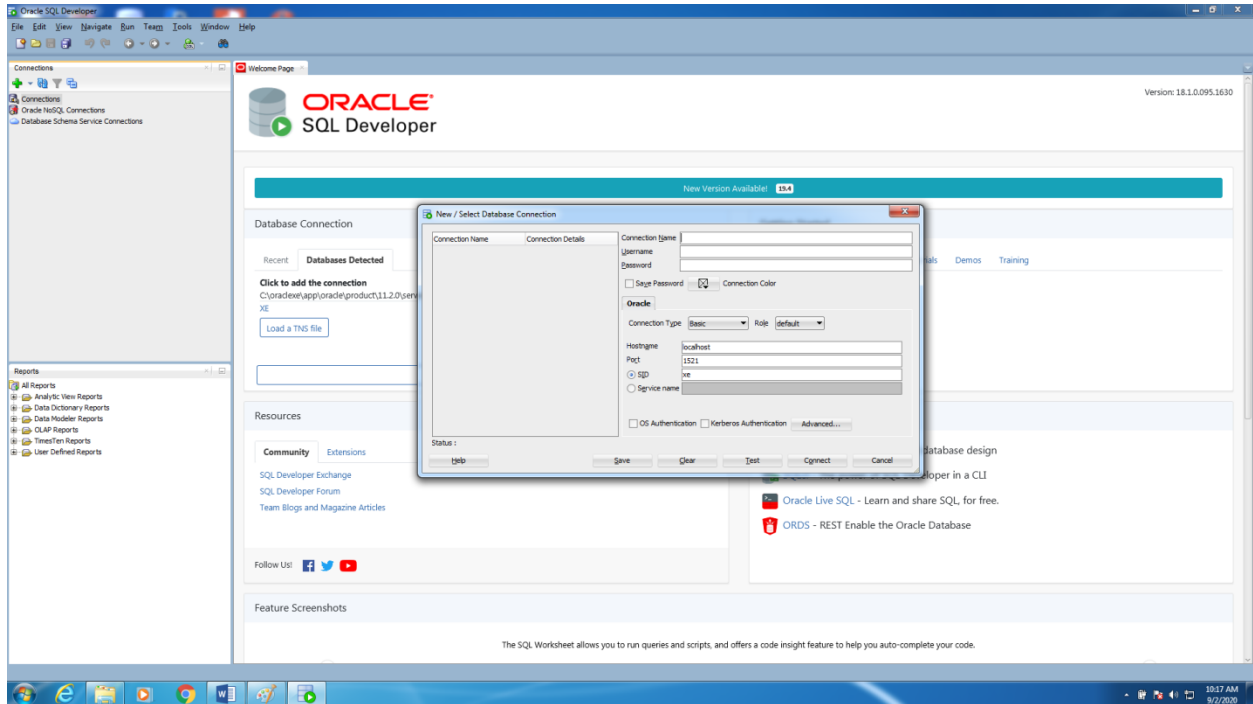 Oracle SQL Developer
File Edit View Navigate Run Team Tools Window Help
Connections
Connections
Oracle NoSQL Connections
Database Schema Service Connections
Reports
All Reports
Analytic View Reports
Data Dictionary Reports
Data Modeler Reports
OLAP Reports
TimesTen Reports
User Defined Reports
Welcome Page
ORACLE
SQL Developer
Version: 18.1.0.095.1630
New Version Available! 19.4
Database Connection
Recent Databases Detected
Click to add the connection
C:\oraclexe\app\oracle\product\11.2.0\serv
XE
Load a TNS file
Demos Training
New / Select Database Connection
Connection Name Connection Details
Connection Name
Username
Password
Save Password Connection Color
Oracle
Connection Type Basic Role default
Hostname localhost
Port 1521
SID xe
Service name
OS Authentication Kerberos Authentication Advanced...
Status :
Help Save Clear Test Connect Cancel
Resources
Community Extensions
SQL Developer Exchange
SQL Developer Forum
Team Blogs and Magazine Articles
Follow Us!
database design
in a CLI
Oracle Live SQL - Learn and share SQL, for free.
ORDS - REST Enable the Oracle Database
Feature Screenshots
The SQL Worksheet allows you to run queries and scripts, and offers a code insight feature to help you auto-complete your code.
10:17 AM
9/2/2020